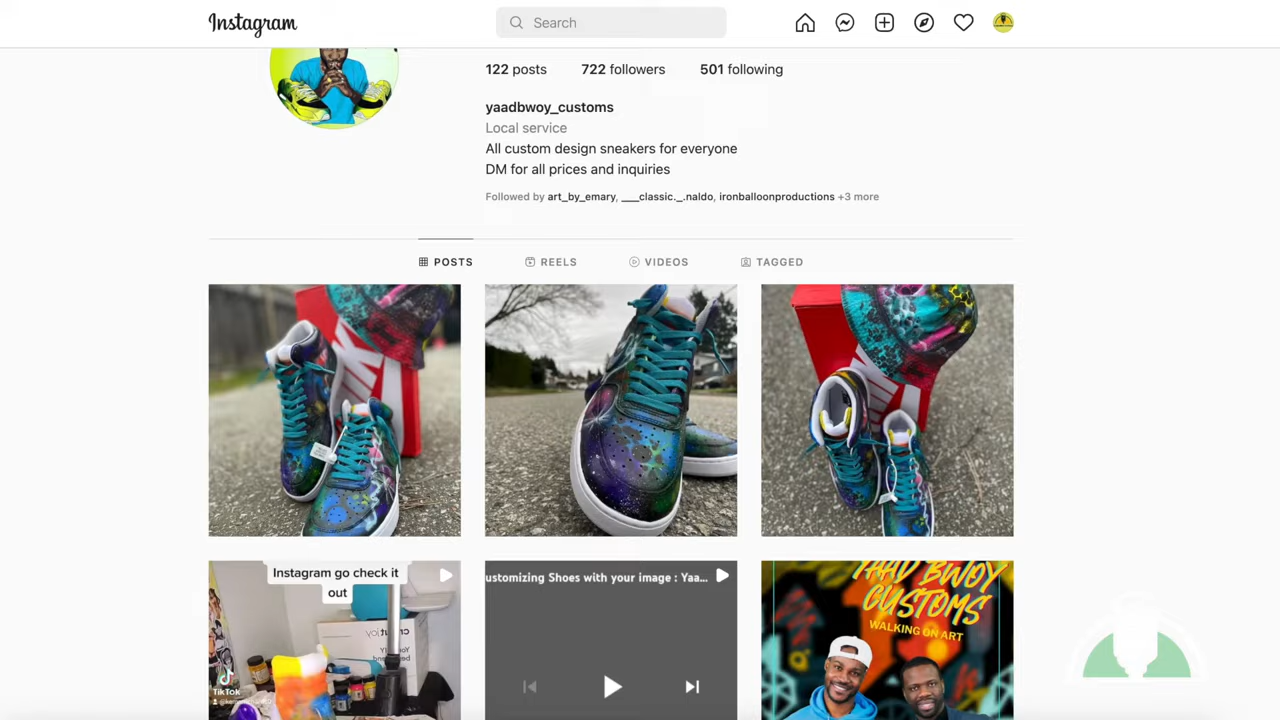 Instagram
Search
122 posts 722 followers 501 following
yaadbwoy_customs
Local service
All custom design sneakers for everyone
DM for all prices and inquiries
Followed by art_by_emary, ___classic._.naldo, ironballoonproductions +3 more
POSTS REELS VIDEOS TAGGED
Instagram go check it
out
ustomizing Shoes with your image : Yaa...
YAAD BWOY
CUSTOMS
WALKING ON ART
TikTok